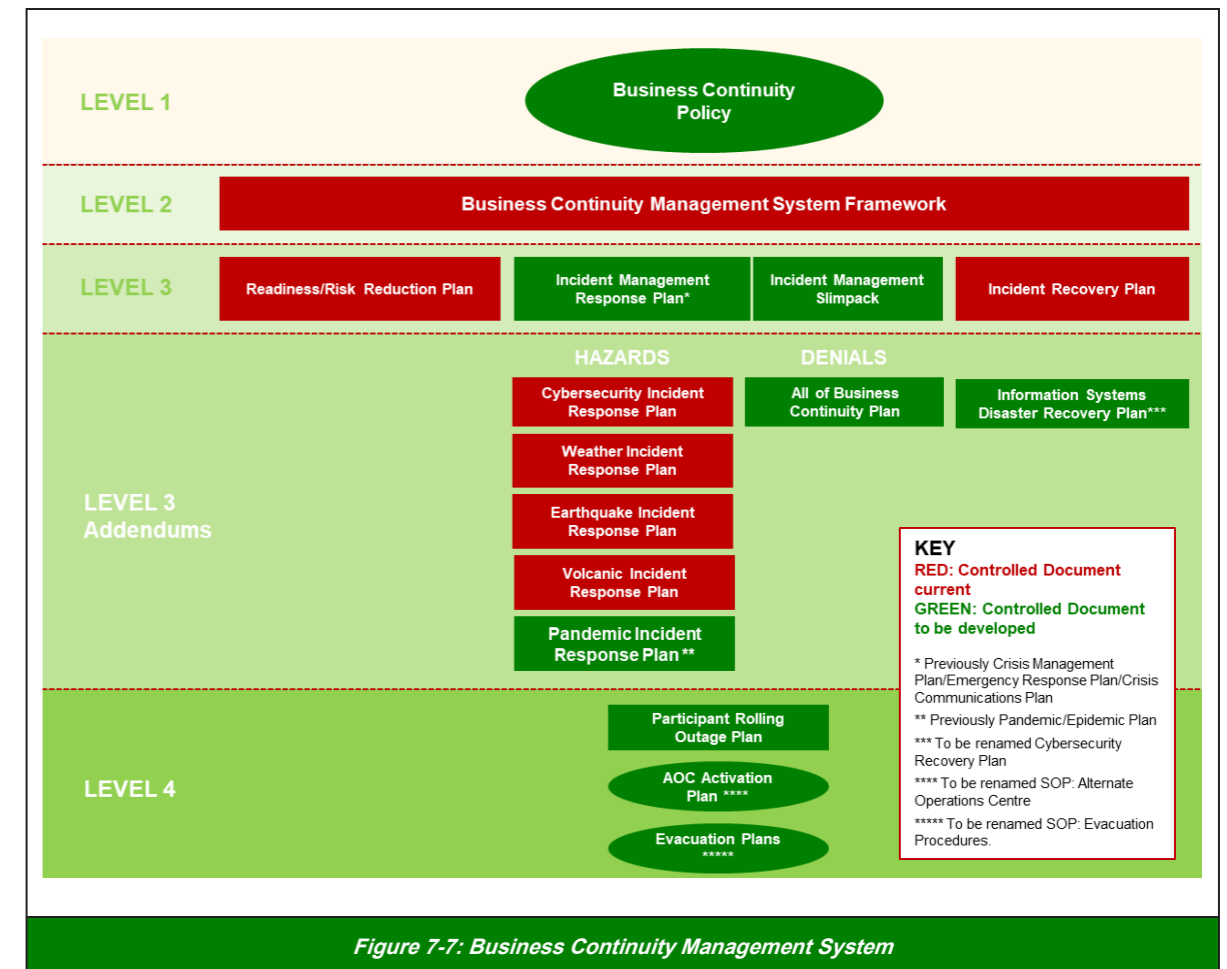 LEVEL 1
Business Continuity
Policy
LEVEL 2
Business Continuity Management System Framework
LEVEL 3
Readiness/Risk Reduction Plan
Incident Management
Response Plan*
Incident Management
Slimpack
Incident Recovery Plan
LEVEL 3
Addendums
HAZARDS
Cybersecurity Incident
Response Plan
Weather Incident
Response Plan
Earthquake Incident
Response Plan
Volcanic Incident
Response Plan
Pandemic Incident
Response Plan **
DENIALS
All of Business
Continuity Plan
Information Systems
Disaster Recovery Plan***
LEVEL 4
Participant Rolling
Outage Plan
AOC Activation
Plan ****
Evacuation Plans
*****
KEY
RED: Controlled Document
current
GREEN: Controlled Document
to be developed
* Previously Crisis Management
Plan/Emergency Response Plan/Crisis
Communications Plan
** Previously Pandemic/Epidemic Plan
*** To be renamed Cybersecurity
Recovery Plan
**** To be renamed SOP: Alternate
Operations Centre
***** To be renamed SOP: Evacuation
Procedures.
Figure 7-7: Business Continuity Management System